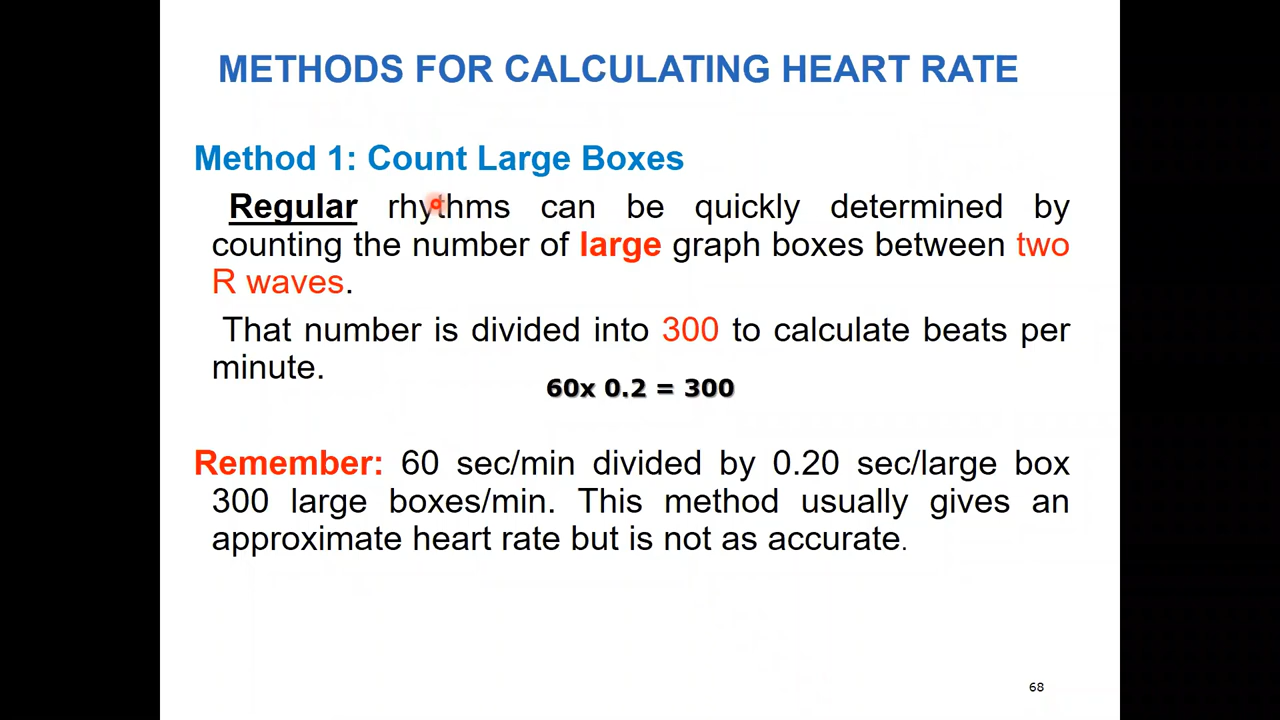 METHODS FOR CALCULATING HEART RATE
Method 1: Count Large Boxes
Regular rhythms can be quickly determined by
counting the number of large graph boxes between two
R waves.
That number is divided into 300 to calculate beats per
minute.
60x 0.2 = 300
Remember: 60 sec/min divided by 0.20 sec/large box
300 large boxes/min. This method usually gives an
approximate heart rate but is not as accurate.
68